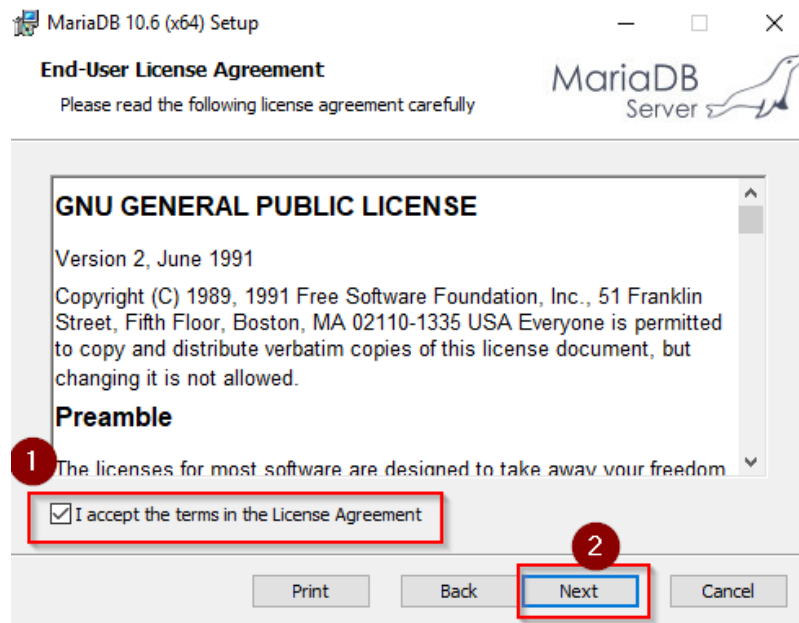 MariaDB 10.6 (x64) Setup
End-User License Agreement
Please read the following license agreement carefully
MariaDB
Server
GNU GENERAL PUBLIC LICENSE
Version 2, June 1991
Copyright (C) 1989, 1991 Free Software Foundation, Inc., 51 Franklin
Street, Fifth Floor, Boston, MA 02110-1335 USA Everyone is permitted
to copy and distribute verbatim copies of this license document, but
changing it is not allowed.
Preamble
1
The licenses for most software are designed to take away your freedom
I accept the terms in the License Agreement
2
Print Back Next Cancel